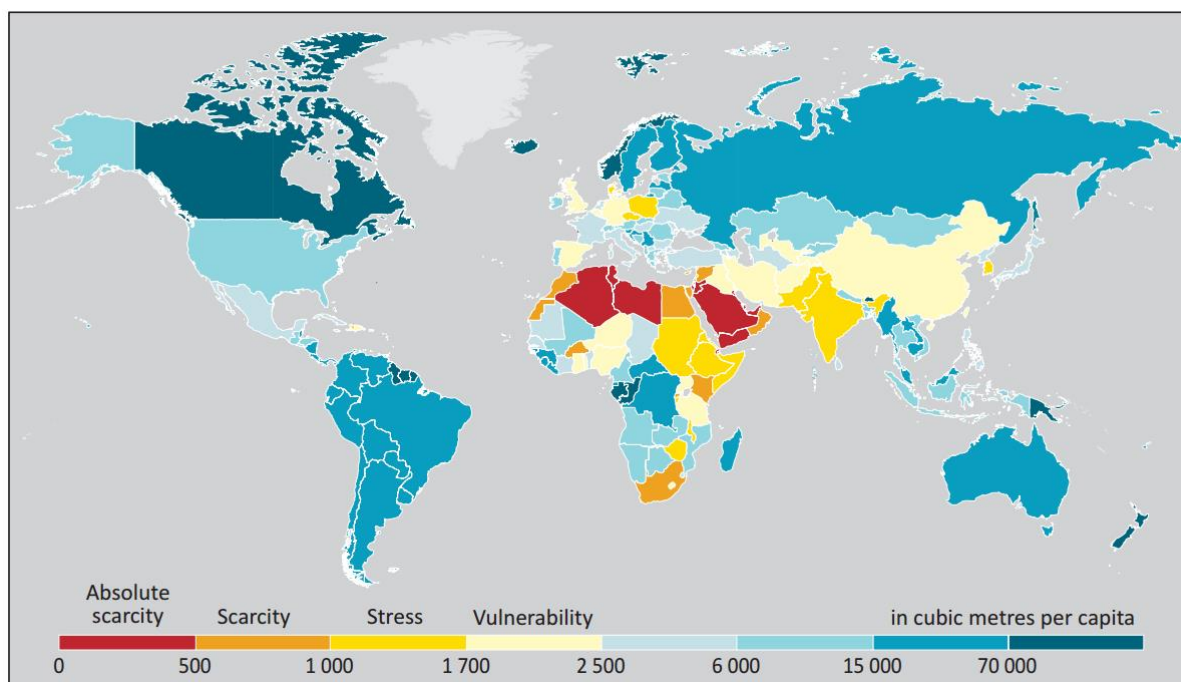 Absolute
scarcity
Scarcity
Stress
Vulnerability
in cubic metres per capita
0
500
1 000
1 700
2 500
6 000
15 000
70 000